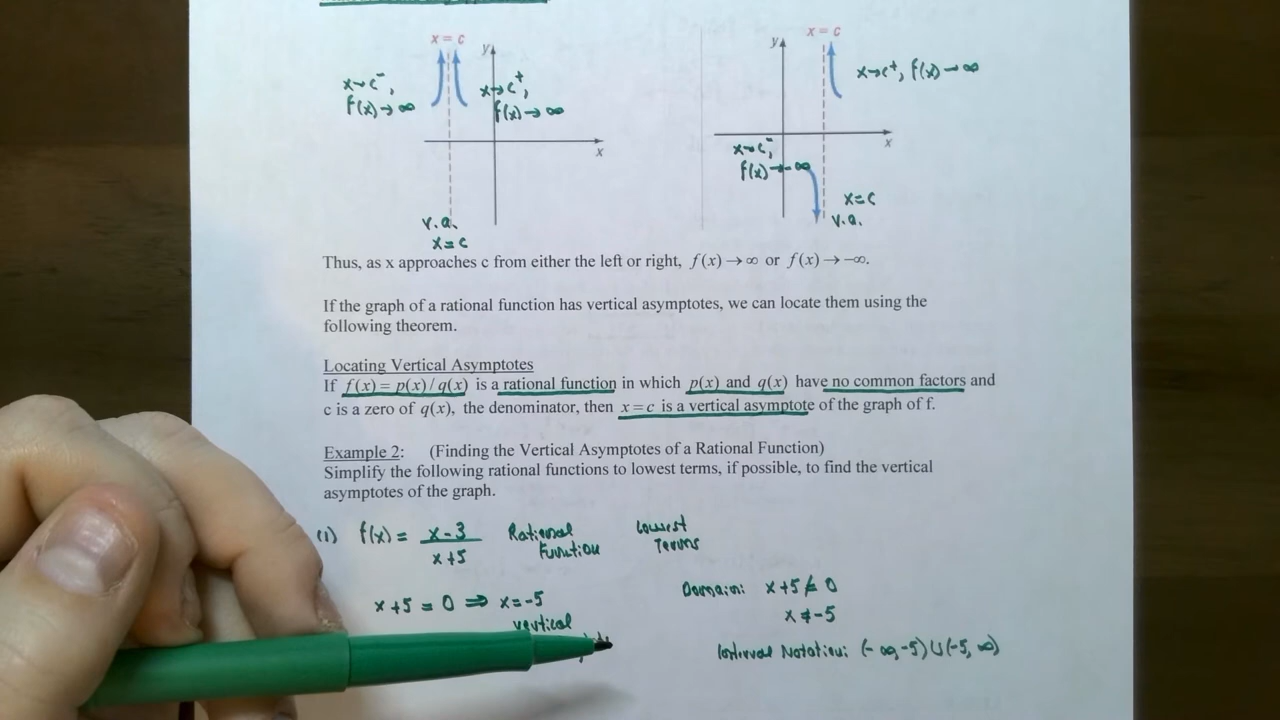 x = c
y
x→c⁻,
f(x)→∞
x→c⁺,
f(x)→∞
x
v.a.
x=c
x = c
y
x→c⁺, f(x)→∞
x
x→c⁻,
f(x)→-∞
x=c
v.a.
Thus, as x approaches c from either the left or right, f(x)→∞ or f(x)→-∞.
If the graph of a rational function has vertical asymptotes, we can locate them using the
following theorem.
Locating Vertical Asymptotes
If f(x) = p(x)/q(x) is a rational function in which p(x) and q(x) have no common factors and
c is a zero of q(x), the denominator, then x = c is a vertical asymptote of the graph of f.
Example 2: (Finding the Vertical Asymptotes of a Rational Function)
Simplify the following rational functions to lowest terms, if possible, to find the vertical
asymptotes of the graph.
(1) f(x) = x-3
x+5
Rational
Function
Lowest
Terms
x+5 = 0 ⇒ x=-5
vertical
Domain: x+5≠0
x≠-5
Interval Notation: (-∞,-5)∪(-5,∞)